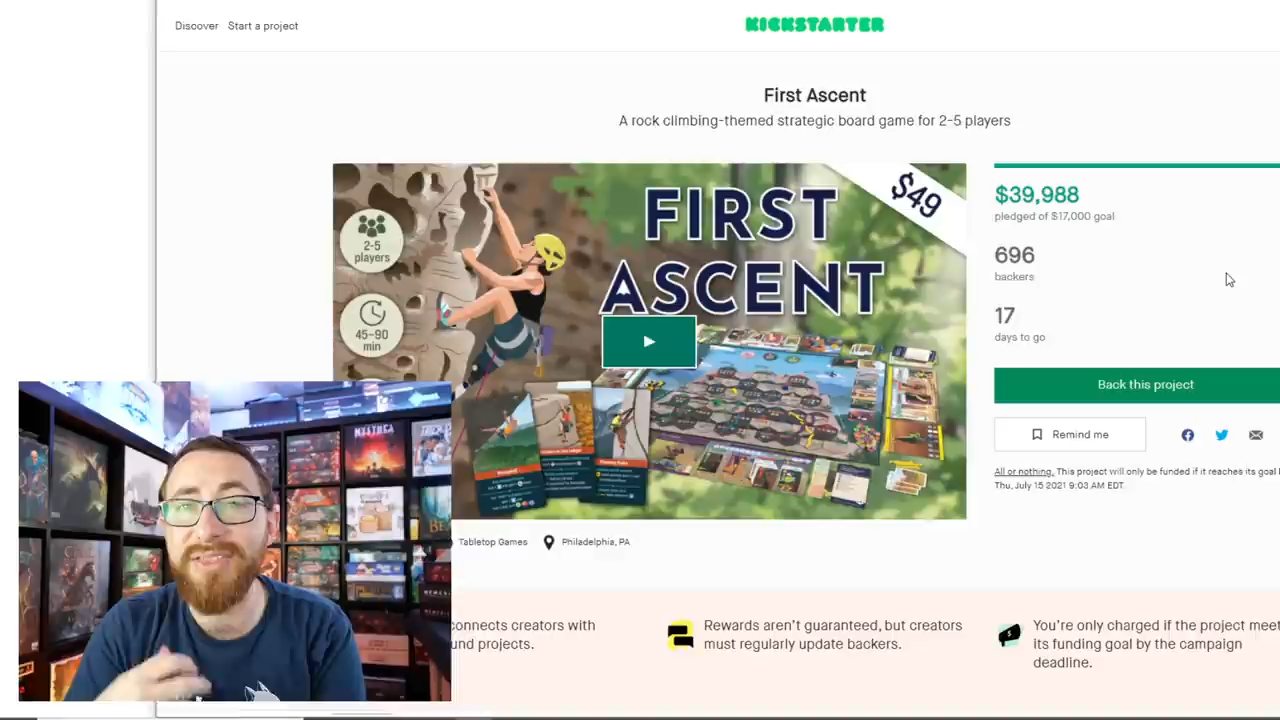 Discover Start a project
KICKSTARTER
First Ascent
A rock climbing-themed strategic board game for 2-5 players
$49
FIRST
ASCENT
2-5
players
45-90
min
$39,988
pledged of $17,000 goal
696
backers
17
days to go
Back this project
Remind me
All or nothing. This project will only be funded if it reaches its goal
Thu, July 15 2021 9:03 AM EDT.
Tabletop Games
Philadelphia, PA
connects creators with
und projects.
Rewards aren't guaranteed, but creators
must regularly update backers.
You're only charged if the project meet
its funding goal by the campaign
deadline.
MYTHEA